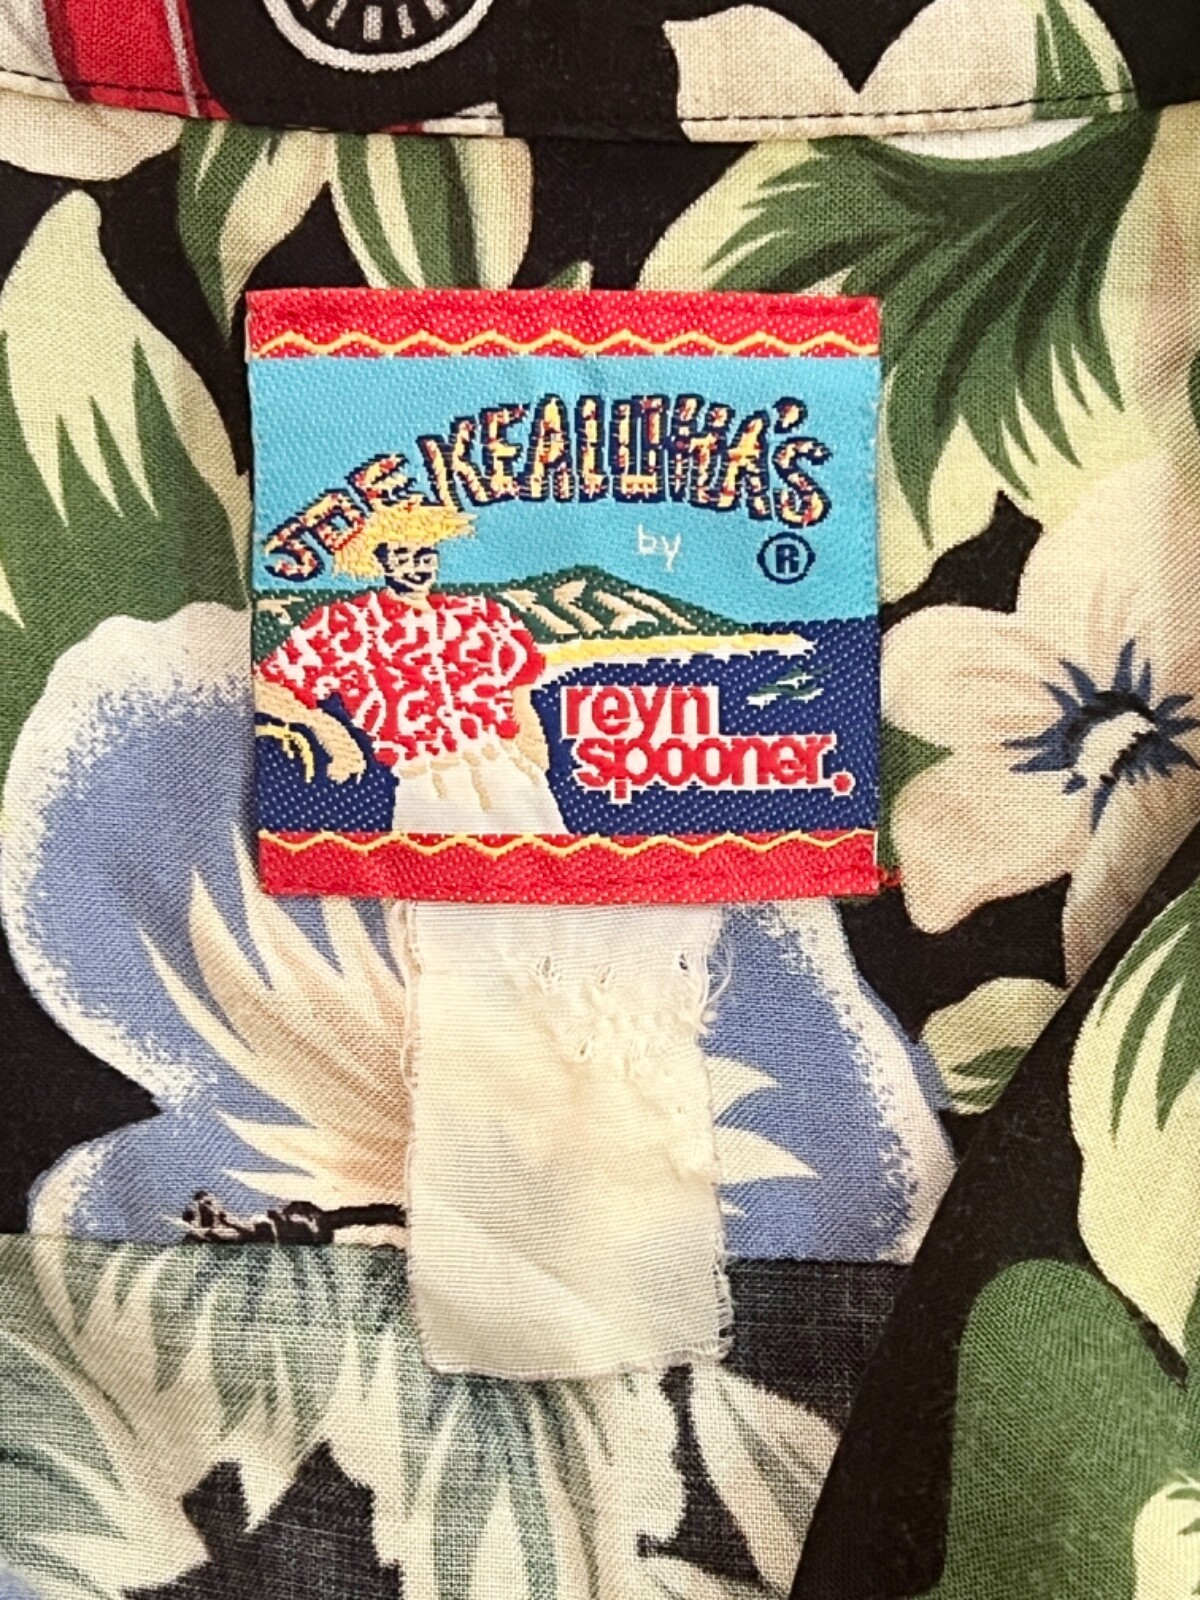 JOE KEALOHA'S
by ®
reyn
spooner.